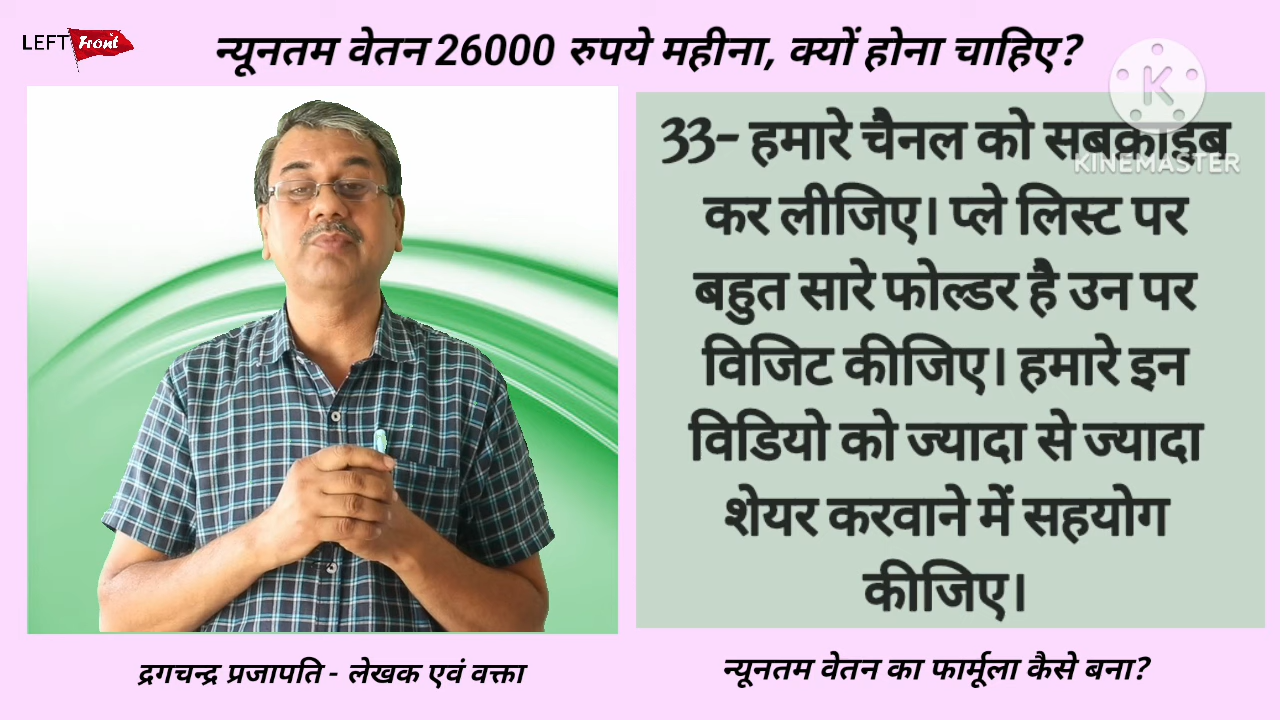 LEFT Front
न्यूनतम वेतन 26000 रुपये महीना, क्यों होना चाहिए?
33- हमारे चैनल को सबक्राइब
कर लीजिए। प्ले लिस्ट पर
बहुत सारे फोल्डर है उन पर
विजिट कीजिए। हमारे इन
विडियो को ज्यादा से ज्यादा
शेयर करवाने में सहयोग
कीजिए।
K
KINEMASTER
द्रगचन्द्र प्रजापति - लेखक एवं वक्ता
न्यूनतम वेतन का फार्मूला कैसे बना?